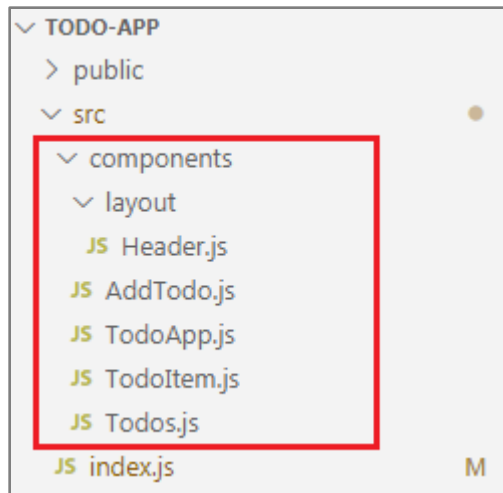 TODO-APP
public
src
components
layout
JS Header.js
JS AddTodo.js
JS TodoApp.js
JS TodoItem.js
JS Todos.js
JS index.js M